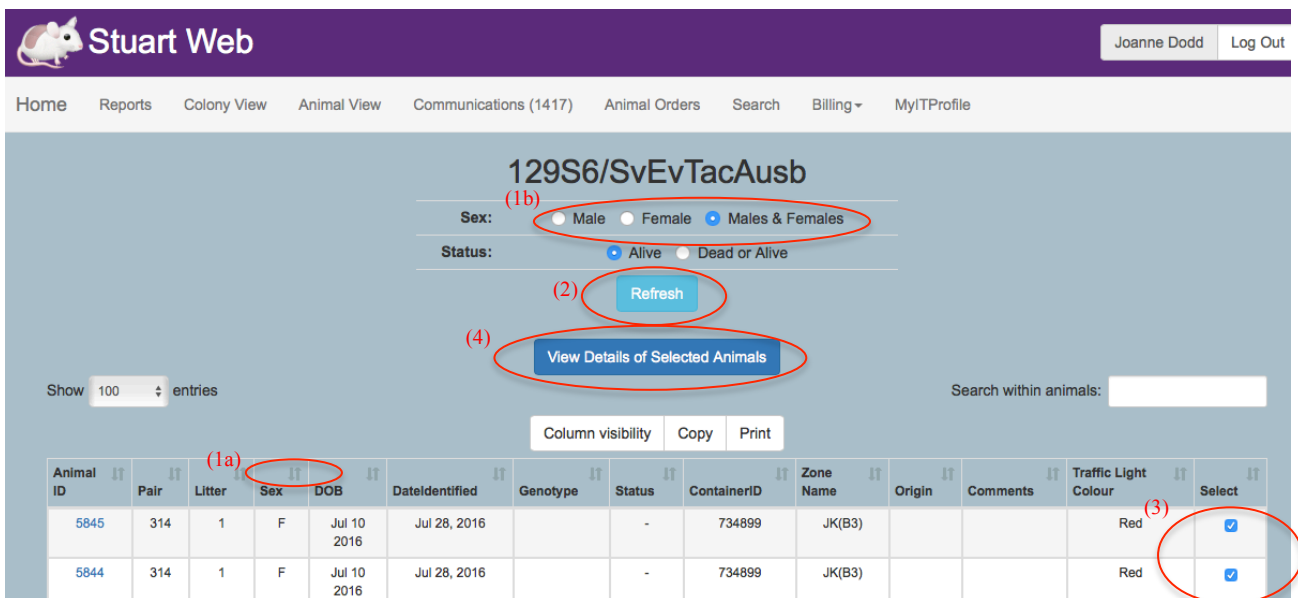 Stuart Web
Joanne Dodd Log Out
Home Reports Colony View Animal View Communications (1417) Animal Orders Search Billing MyITProfile
129S6/SvEvTacAusb
(1b)
Sex: Male Female Males & Females
Status: Alive Dead or Alive
(2) Refresh
(4)
View Details of Selected Animals
Show 100 entries Search within animals:
Column visibility Copy Print
(1a)
Animal ID Pair Litter Sex DOB DateIdentified Genotype Status ContainerID Zone Name Origin Comments Traffic Light Colour Select
(3)
5845 314 1 F Jul 10 2016 Jul 28, 2016 - 734899 JK(B3) Red
5844 314 1 F Jul 10 2016 Jul 28, 2016 - 734899 JK(B3) Red